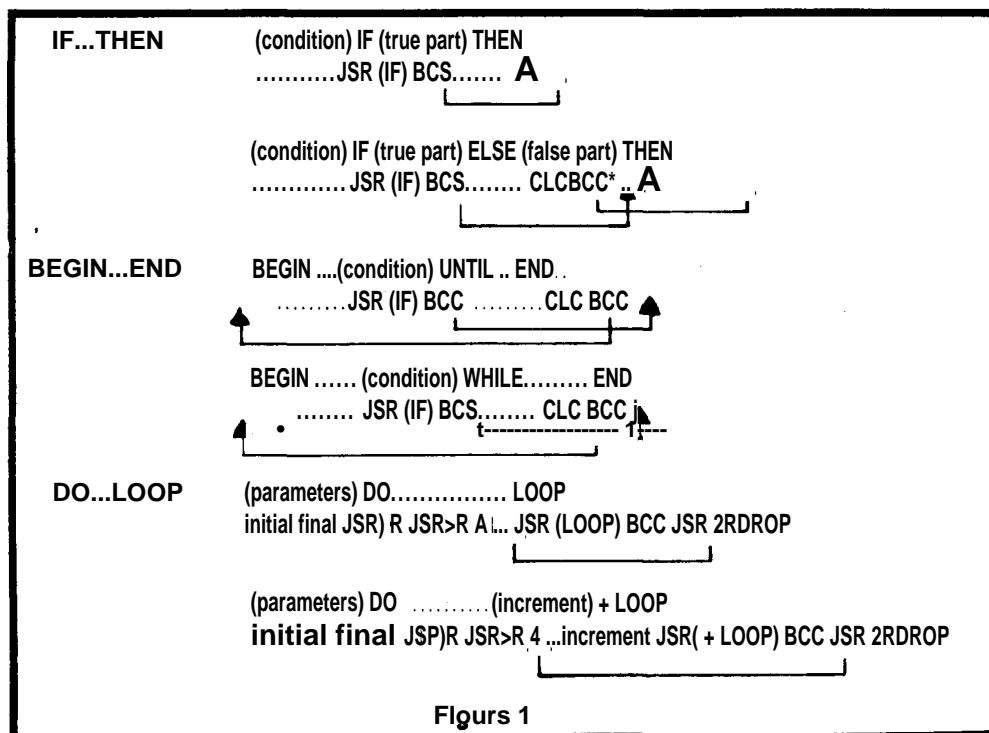 IF...THEN (condition) IF (true part) THEN
...........JSR (IF) BCS....... A
(condition) IF (true part) ELSE (false part) THEN
............. JSR (IF) BCS........ CLCBCC* .. A
BEGIN...END BEGIN ....(condition) UNTIL .. END..
.........JSR (IF) BCC .........CLC BCC
BEGIN ...... (condition) WHILE......... END
........ JSR (IF) BCS........ CLC BCC j
• t------------------ 1----
DO...LOOP (parameters) DO................ LOOP
initial final JSR) R JSR>R A ... JSR (LOOP) BCC JSR 2RDROP
(parameters) DO ..........(increment) + LOOP
initial final JSP)R JSR>R 4 ...increment JSR( + LOOP) BCC JSR 2RDROP
Flgurs 1